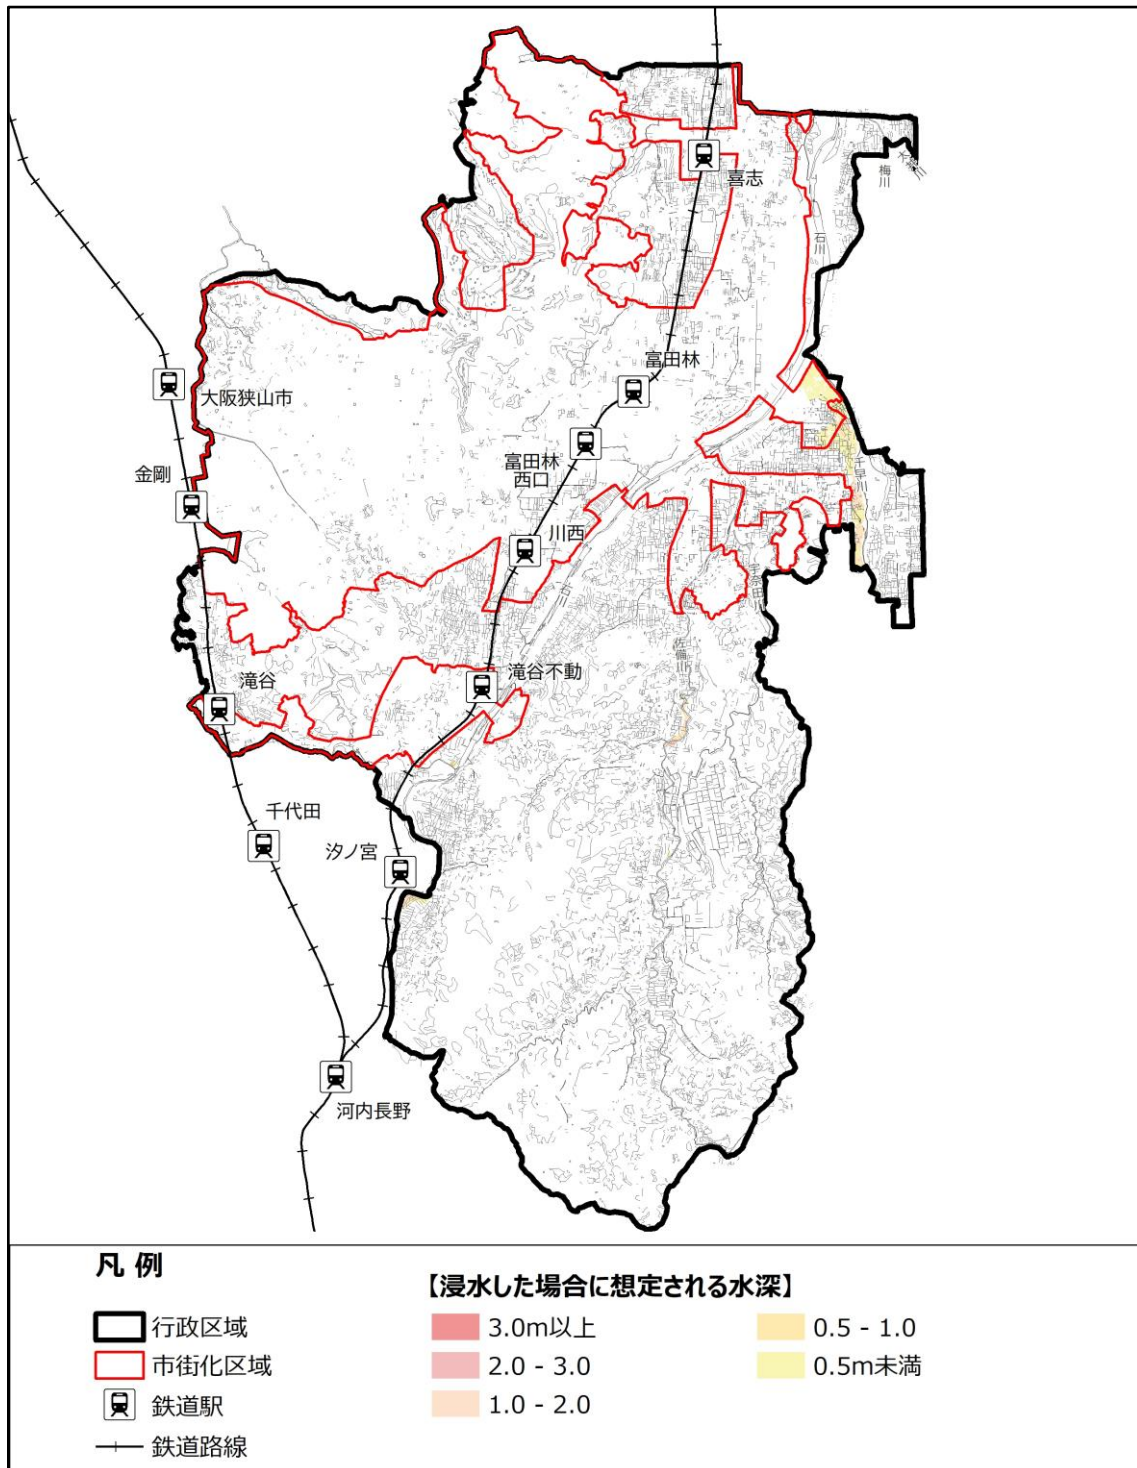 喜志
梅川
石川
富田林
大阪狭山市
富田林
西口
金剛
川西
千早川
石川
佐備川
滝谷不動
滝谷
千代田
汐ノ宮
河内長野
凡 例
行政区域
市街化区域
鉄道駅
鉄道路線
【浸水した場合に想定される水深】
3.0m以上
2.0 - 3.0
1.0 - 2.0
0.5 - 1.0
0.5m未満